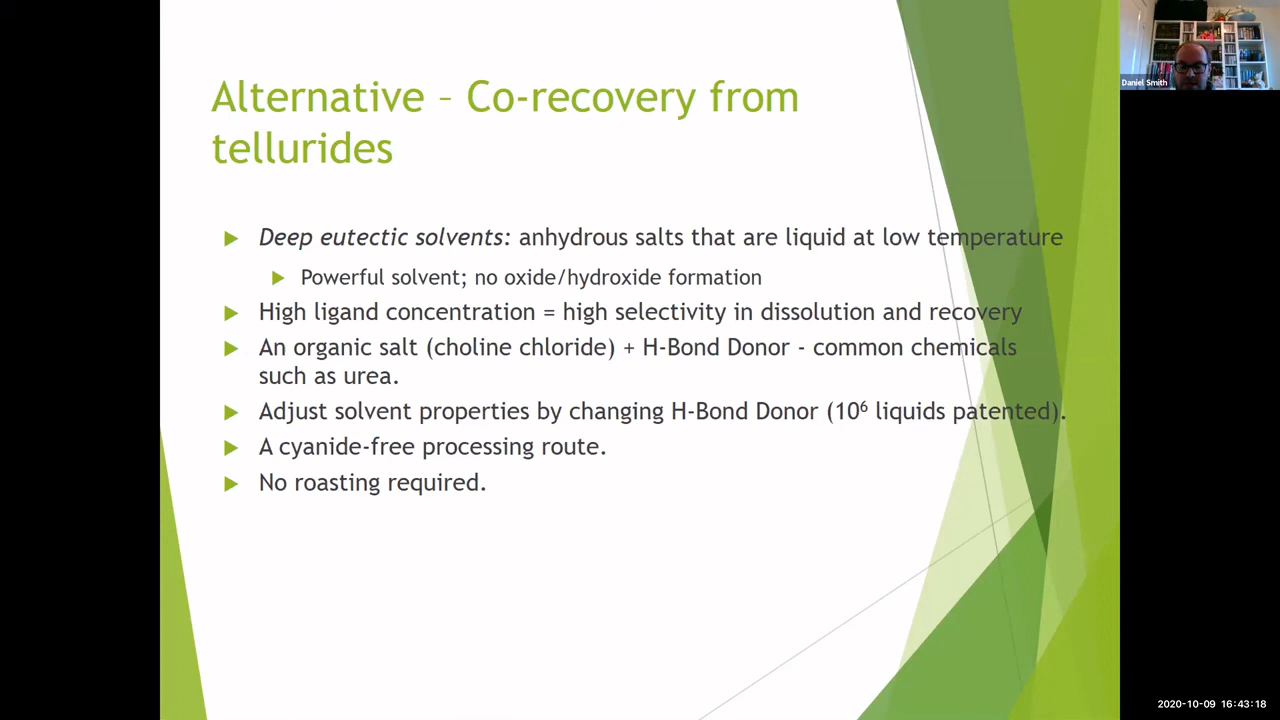 Alternative – Co-recovery from
tellurides
Deep eutectic solvents: anhydrous salts that are liquid at low temperature
Powerful solvent; no oxide/hydroxide formation
High ligand concentration = high selectivity in dissolution and recovery
An organic salt (choline chloride) + H-Bond Donor - common chemicals
such as urea.
Adjust solvent properties by changing H-Bond Donor (10⁶ liquids patented).
A cyanide-free processing route.
No roasting required.
Daniel Smith
2020-10-09 16:43:18